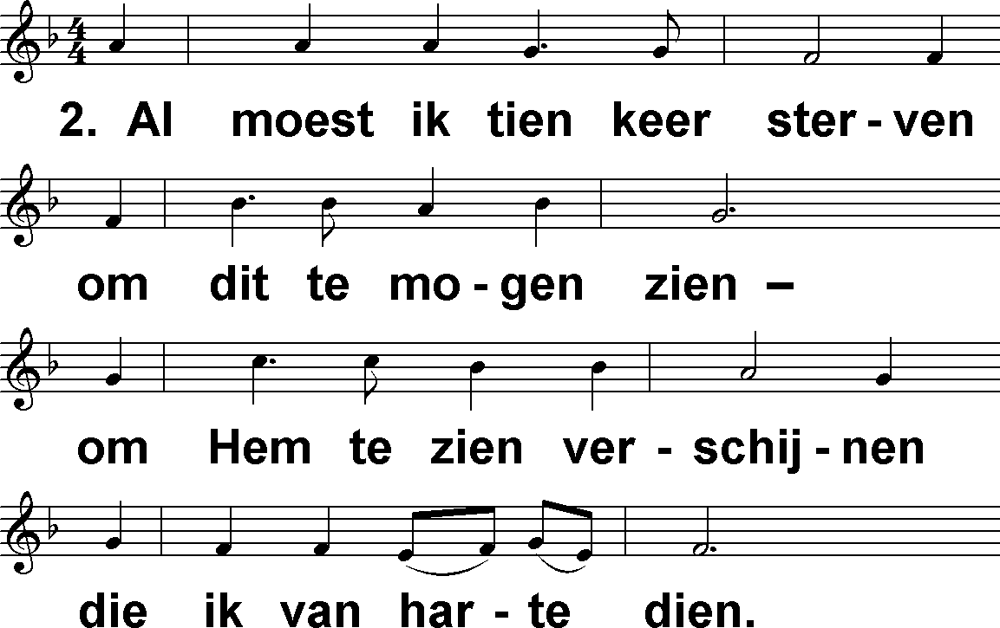 2. Al moest ik tien keer ster - ven
om dit te mo - gen zien –
om Hem te zien ver - schij - nen
die ik van har - te dien.